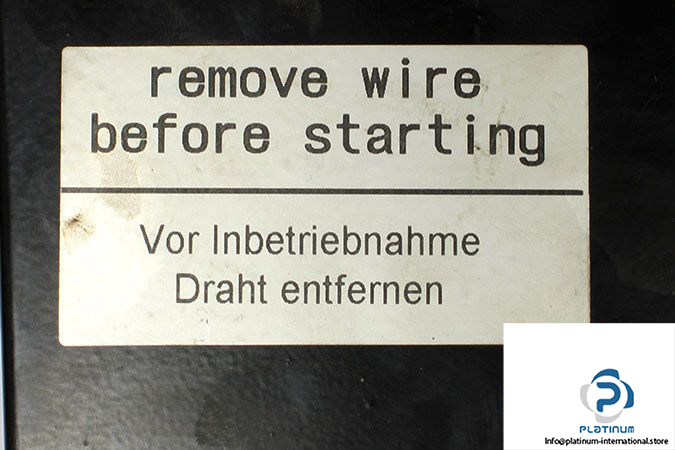 remove wire
before starting
Vor Inbetriebnahme
Draht entfernen
PLATINUM
Info@platinum-international.store